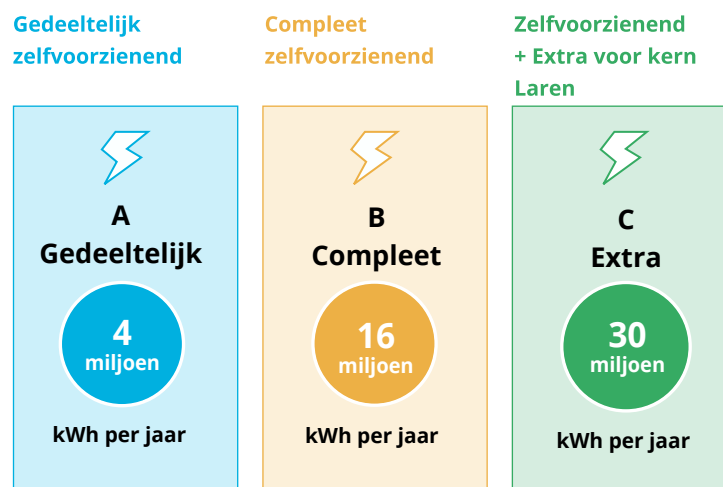 Gedeeltelijk
zelfvoorzienend
Compleet
zelfvoorzienend
Zelfvoorzienend
+ Extra voor kern
Laren
A
Gedeeltelijk
4
miljoen
kWh per jaar
B
Compleet
16
miljoen
kWh per jaar
C
Extra
30
miljoen
kWh per jaar